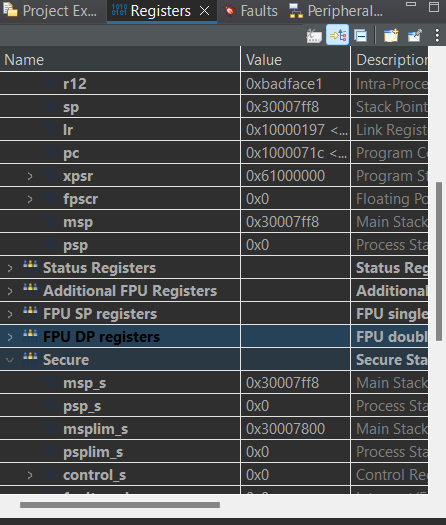 Project Ex... Registers Faults Peripheral...
Name Value Description
r12 0xbadface1 Intra-Proce
sp 0x30007ff8 Stack Point
lr 0x10000197 <... Link Regist
pc 0x1000071c <... Program Co
xpsr 0x61000000 Program St
fpscr 0x0 Floating Po
msp 0x30007ff8 Main Stack
psp 0x0 Process Sta
Status Registers Status Reg
Additional FPU Registers Additional
FPU SP registers FPU single
FPU DP registers FPU doubl
Secure Secure Sta
msp_s 0x30007ff8 Main Stack
psp_s 0x0 Process Sta
msplim_s 0x30007800 Main Stack
psplim_s 0x0 Process Sta
control_s 0x0 Control Re